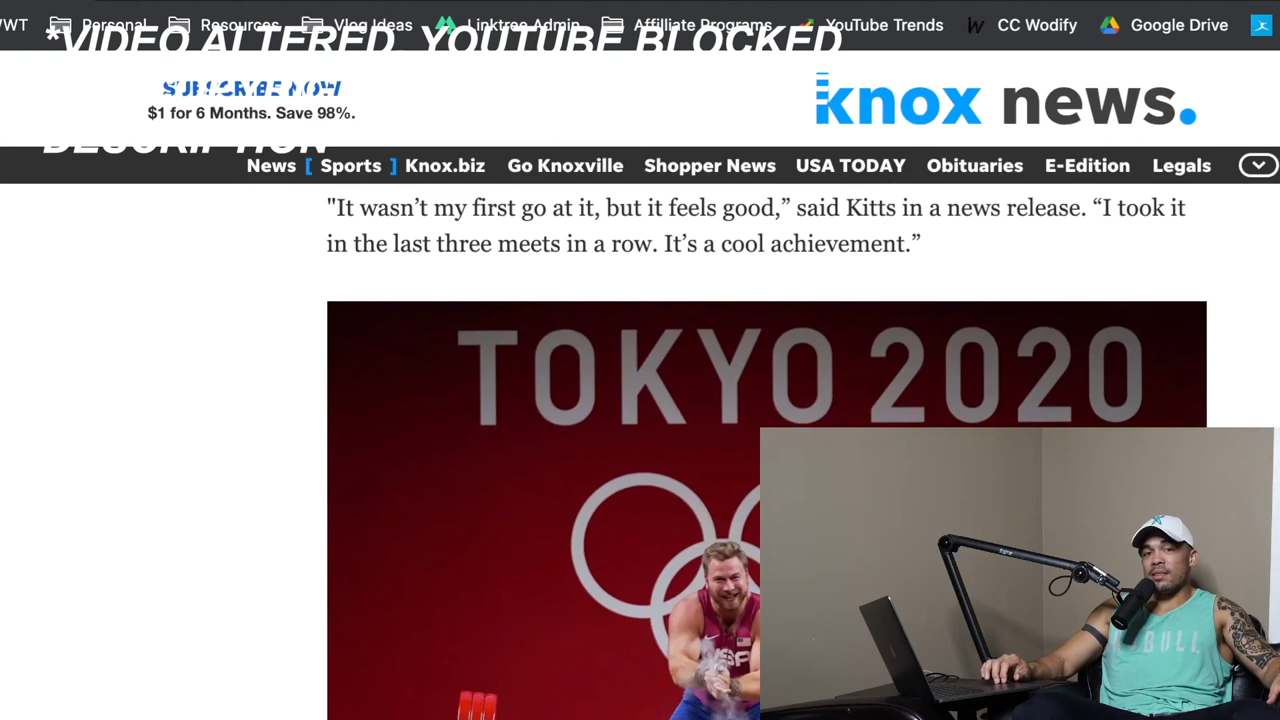 WT Personal Resources Vlog Ideas Linktree Admin Affilliate Programs YouTube Trends CC Wodify Google Drive
*VIDEO ALTERED. YOUTUBE BLOCKED
SUBSCRIBE NOW
$1 for 6 Months. Save 98%.
knox news.
DESCRIPTION
News [ Sports ] Knox.biz Go Knoxville Shopper News USA TODAY Obituaries E-Edition Legals
"It wasn’t my first go at it, but it feels good,” said Kitts in a news release. “I took it
in the last three meets in a row. It’s a cool achievement.”
TOKYO 2020